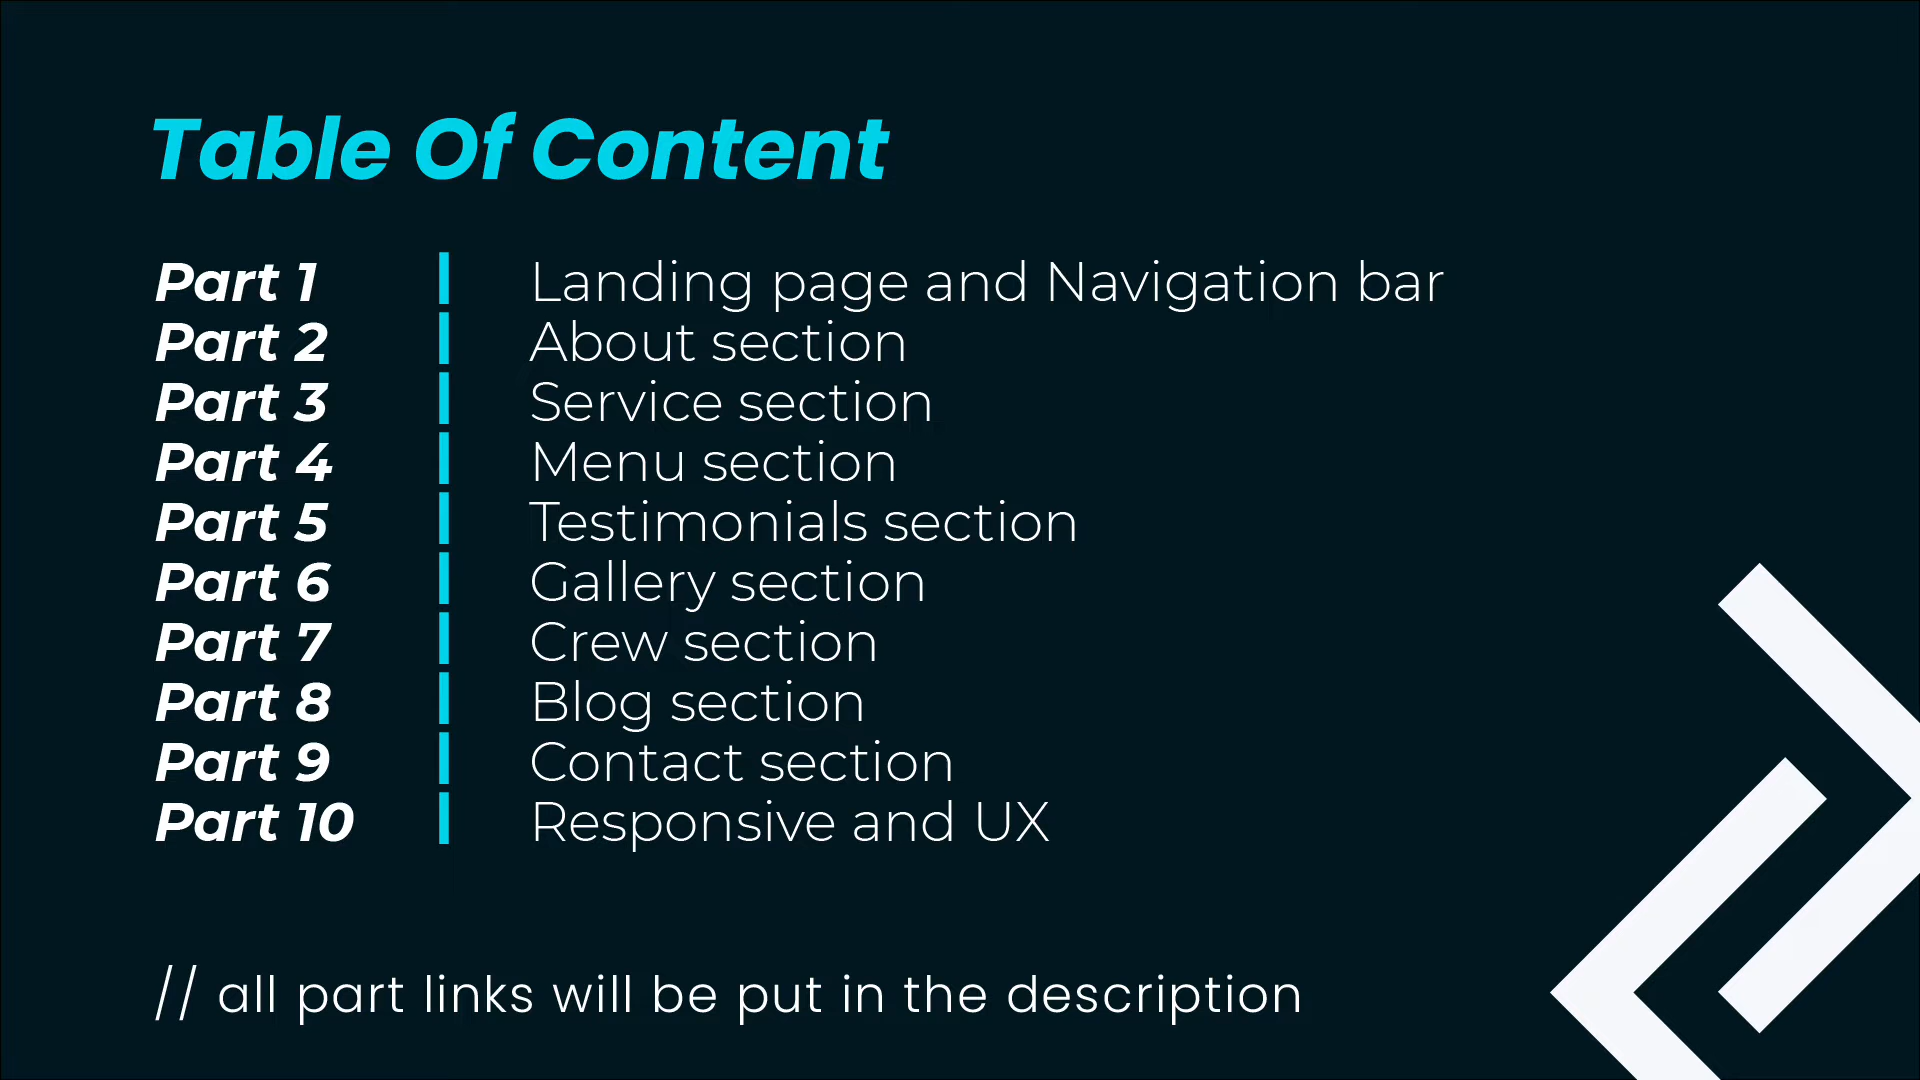 Table Of Content
Part 1 | Landing page and Navigation bar
Part 2 | About section
Part 3 | Service section
Part 4 | Menu section
Part 5 | Testimonials section
Part 6 | Gallery section
Part 7 | Crew section
Part 8 | Blog section
Part 9 | Contact section
Part 10 | Responsive and UX
// all part links will be put in the description